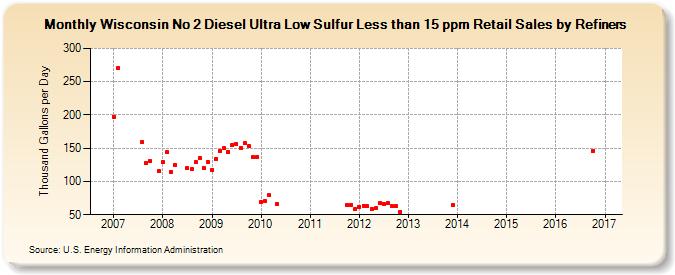 Monthly Wisconsin No 2 Diesel Ultra Low Sulfur Less than 15 ppm Retail Sales by Refiners
Thousand Gallons per Day
300
250
200
150
100
50
2007 2008 2009 2010 2011 2012 2013 2014 2015 2016 2017
Source: U.S. Energy Information Administration